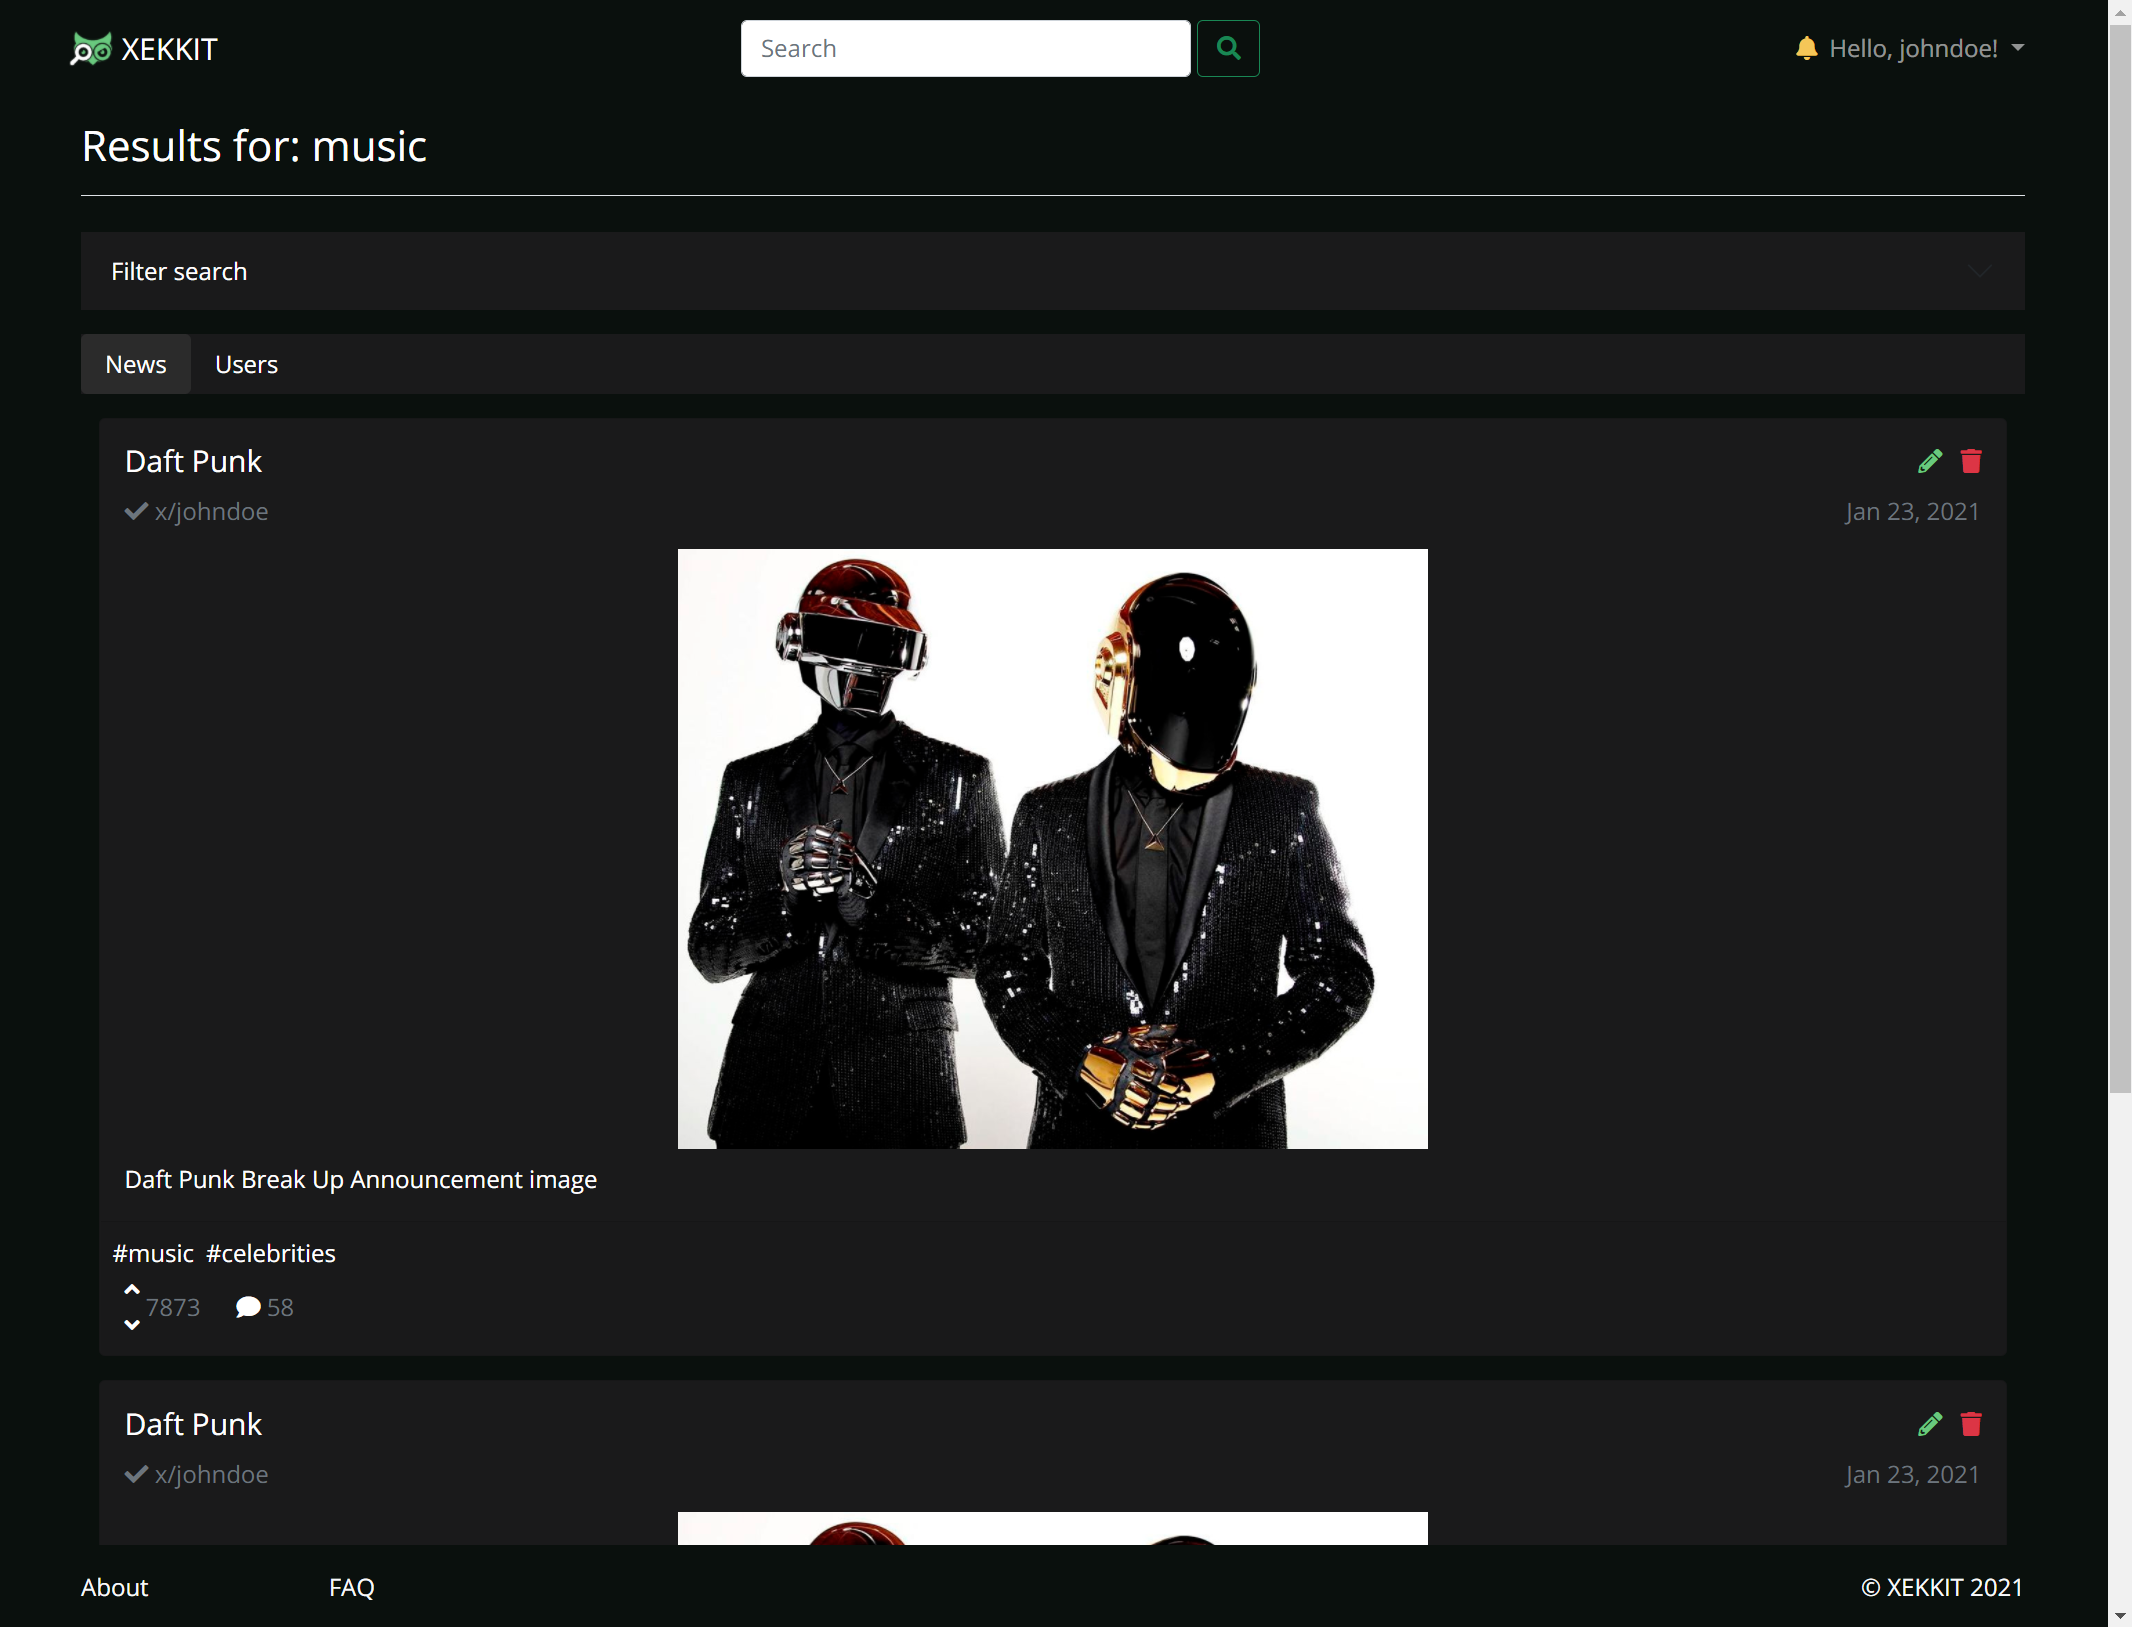 XEKKIT
Search
Hello, johndoe!
Results for: music
Filter search
News
Users
Daft Punk
x/johndoe
Jan 23, 2021
Daft Punk Break Up Announcement image
#music #celebrities
7873
58
Daft Punk
x/johndoe
Jan 23, 2021
About
FAQ
© XEKKIT 2021